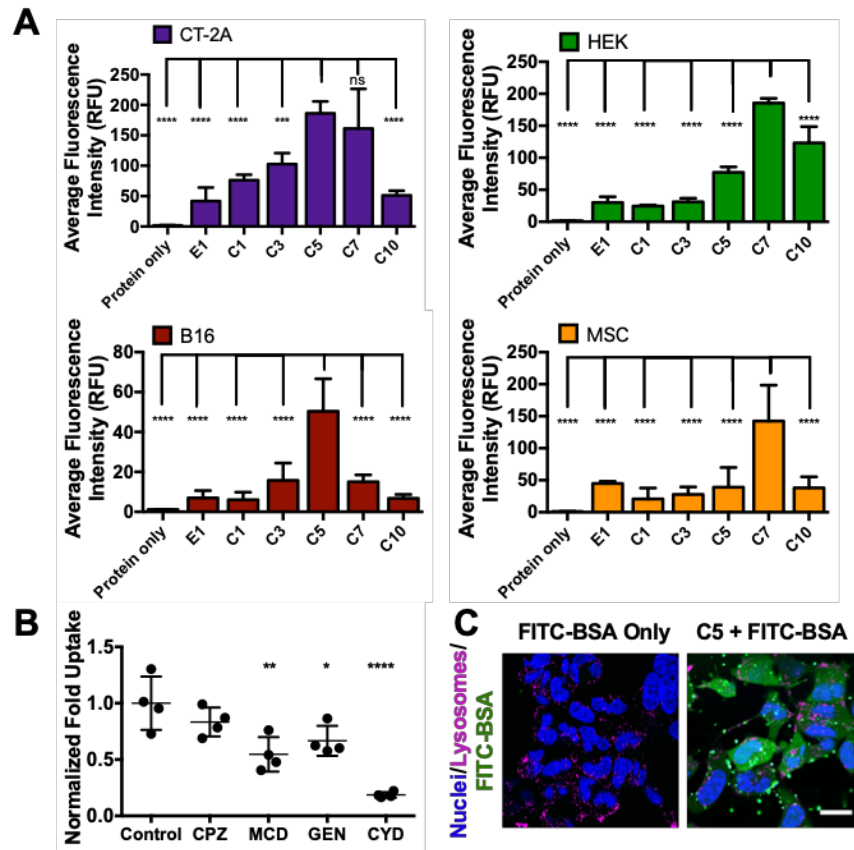 A
CT-2A
Average Fluorescence
Intensity (RFU)
250
200
150
100
50
0
ns
**** **** **** *** ****
Protein only E1 C1 C3 C5 C7 C10
HEK
Average Fluorescence
Intensity (RFU)
250
200
150
100
50
0
**** **** **** **** **** ****
Protein only E1 C1 C3 C5 C7 C10
B16
Average Fluorescence
Intensity (RFU)
80
60
40
20
0
**** **** **** **** **** ****
Protein only E1 C1 C3 C5 C7 C10
MSC
Average Fluorescence
Intensity (RFU)
250
200
150
100
50
0
**** **** **** **** **** ****
Protein only E1 C1 C3 C5 C7 C10
B
Normalized Fold Uptake
1.5
1.0
0.5
0.0
** * ****
Control CPZ MCD GEN CYD
C
FITC-BSA Only C5 + FITC-BSA
Nuclei/Lysosomes/
FITC-BSA